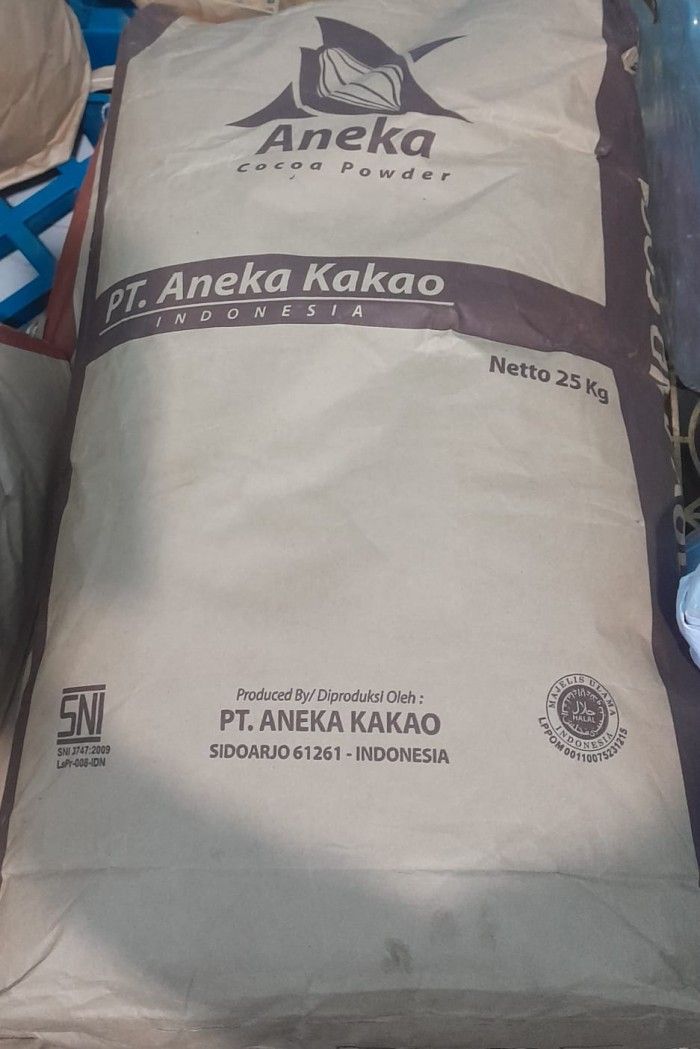 Aneka
Cocoa Powder
PT. Aneka Kakao
INDONESIA
Netto 25 Kg
SNI
SNI 3747:2009
LsPr-008-IDN
Produced By/ Diproduksi Oleh :
PT. ANEKA KAKAO
SIDOARJO 61261 - INDONESIA
MAJELIS ULAMA
حلال
HALAL
INDONESIA
LPPOM 00110075231215